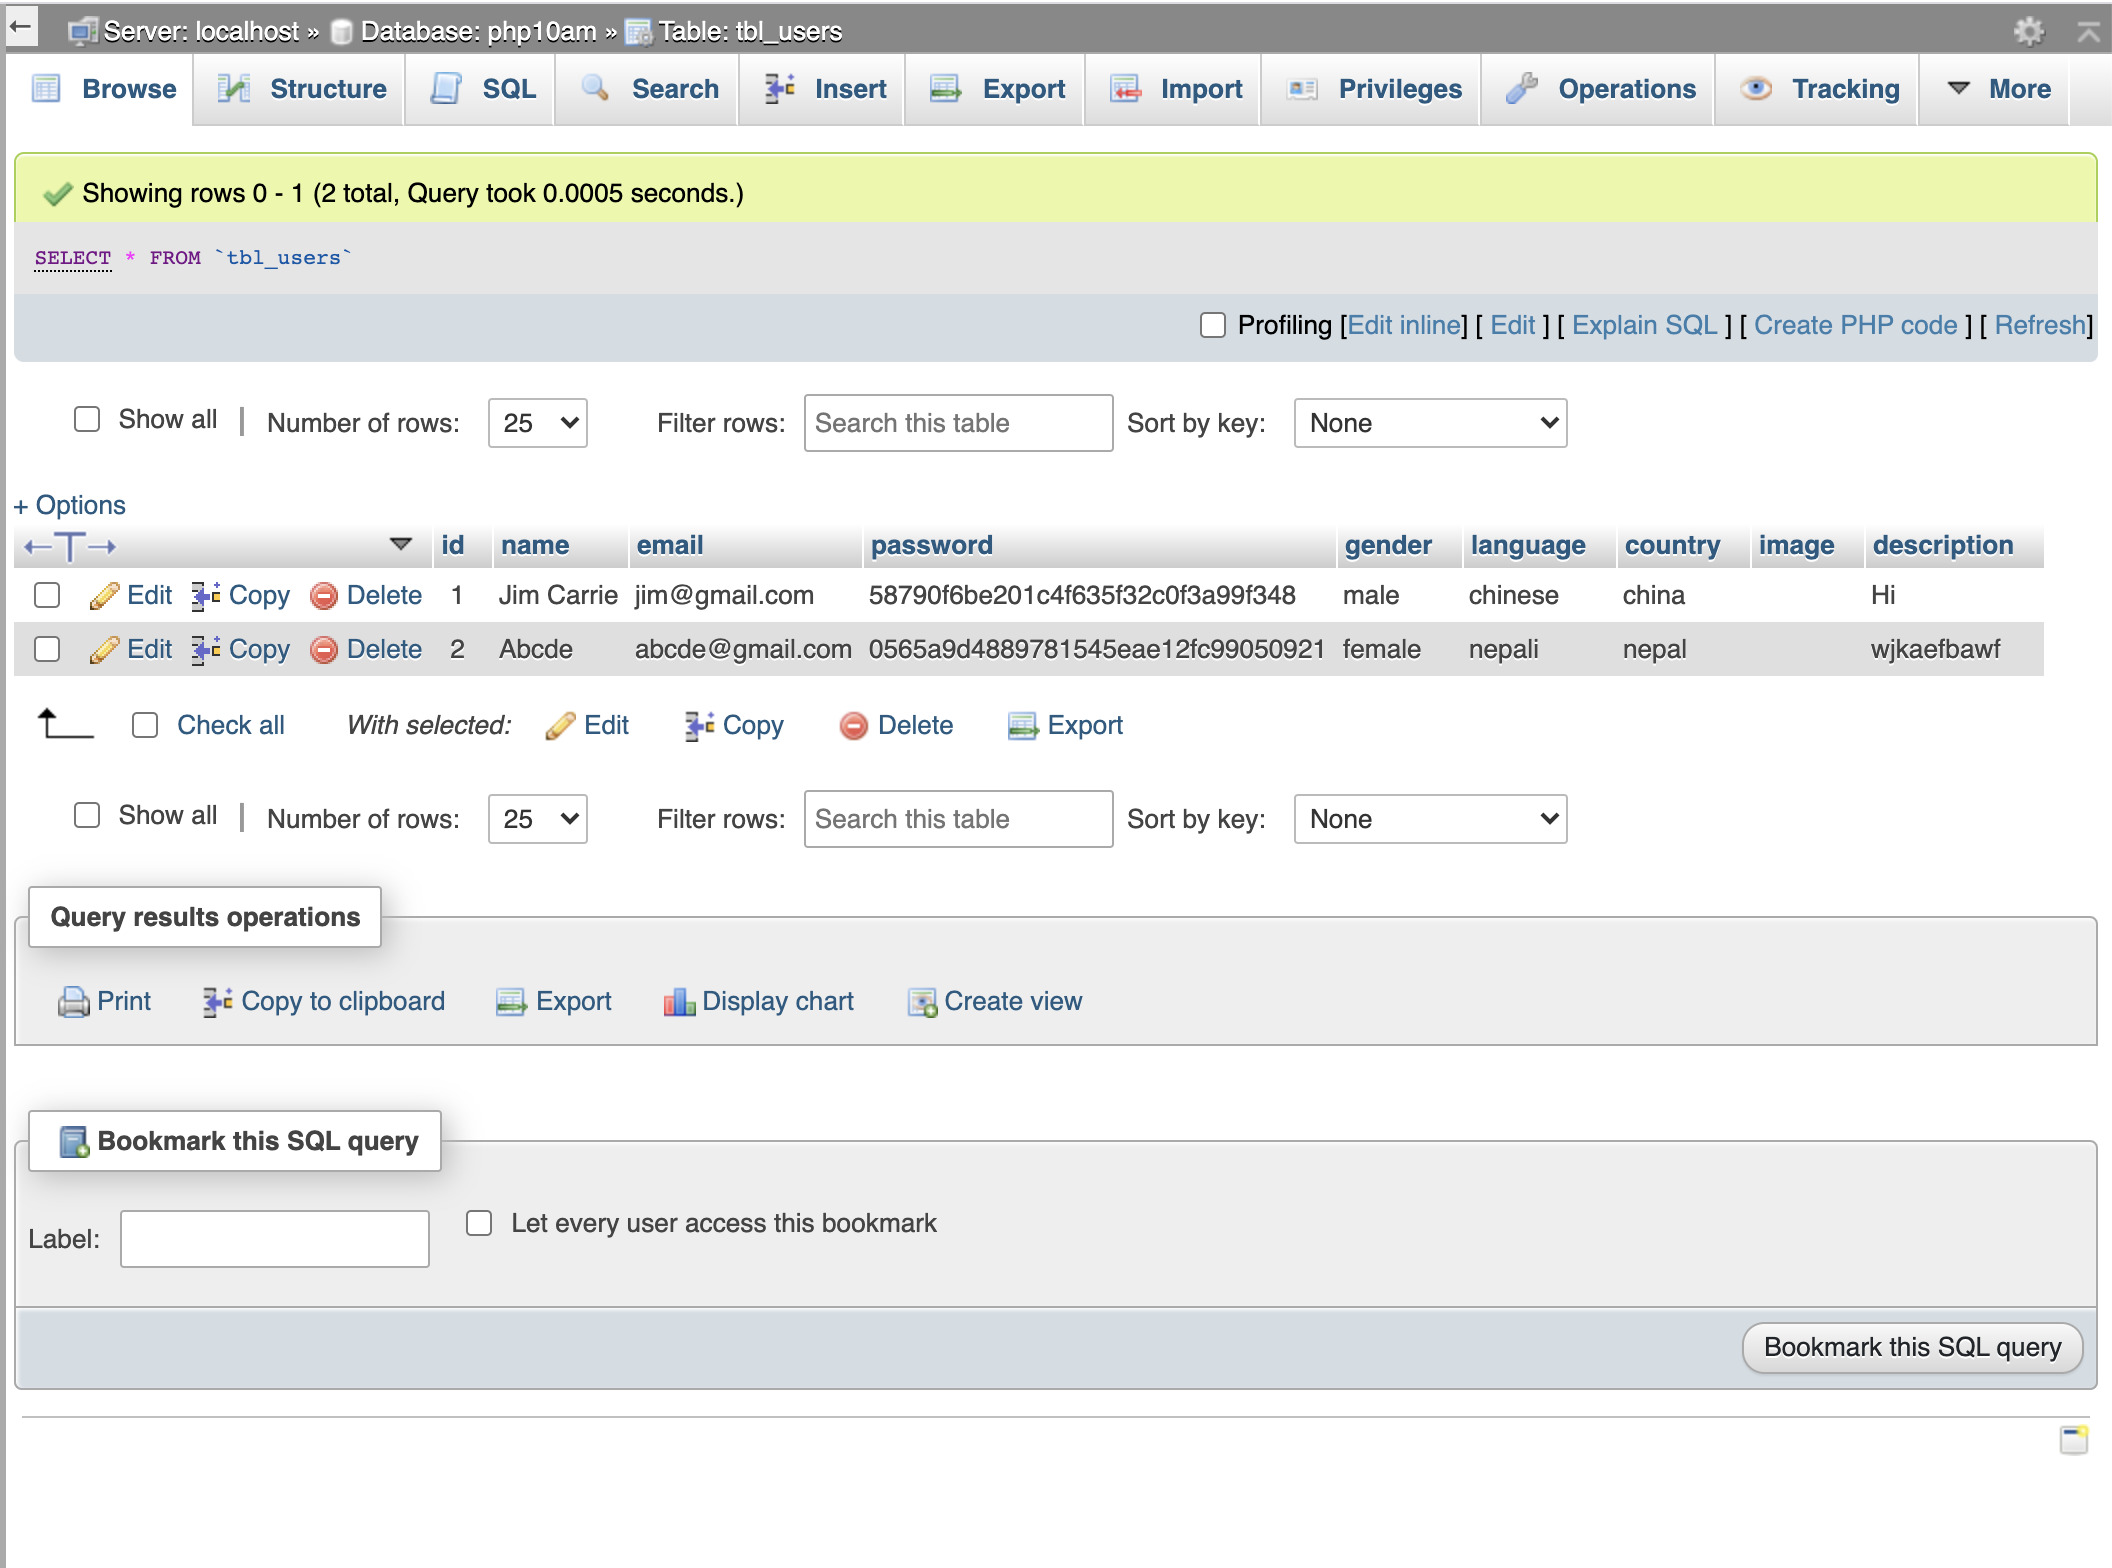 Server: localhost » Database: php10am » Table: tbl_users
Browse Structure SQL Search Insert Export Import Privileges Operations Tracking More
Showing rows 0 - 1 (2 total, Query took 0.0005 seconds.)
SELECT * FROM `tbl_users`
Profiling [Edit inline] [ Edit ] [ Explain SQL ] [ Create PHP code ] [ Refresh]
Show all | Number of rows: 25 Filter rows: Search this table Sort by key: None
+ Options
←T→ id name email password gender language country image description
Edit Copy Delete 1 Jim Carrie jim@gmail.com 58790f6be201c4f635f32c0f3a99f348 male chinese china Hi
Edit Copy Delete 2 Abcde abcde@gmail.com 0565a9d4889781545eae12fc99050921 female nepali nepal wjkaefbawf
Check all With selected: Edit Copy Delete Export
Show all | Number of rows: 25 Filter rows: Search this table Sort by key: None
Query results operations
Print Copy to clipboard Export Display chart Create view
Bookmark this SQL query
Label: Let every user access this bookmark
Bookmark this SQL query